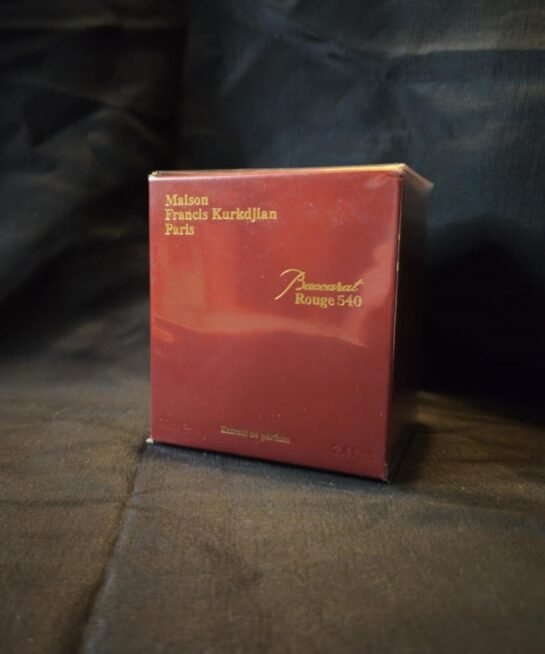 Maison
Francis Kurkdjian
Paris
Baccarat
Rouge 540
Extrait de parfum